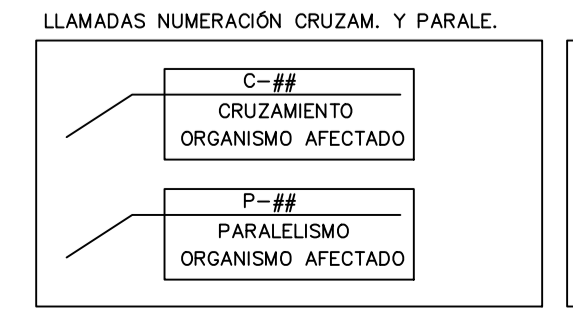 LLAMADAS NUMERACIÓN CRUZAM. Y PARALE.
C-##
CRUZAMIENTO
ORGANISMO AFECTADO
P-##
PARALELISMO
ORGANISMO AFECTADO